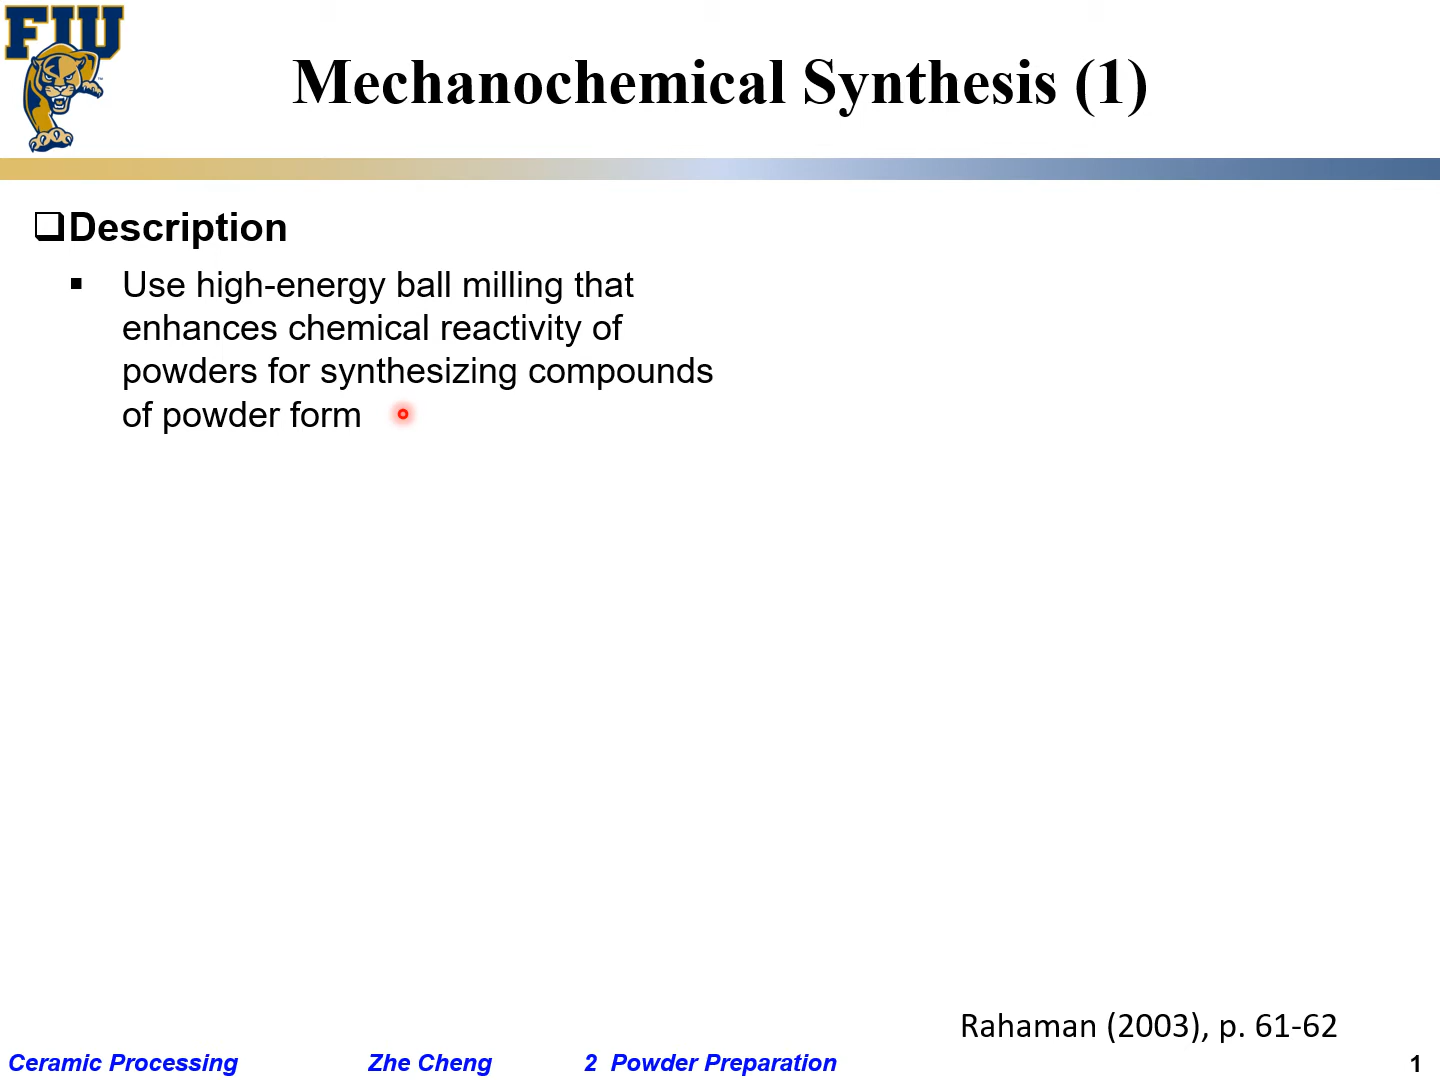 FIU
Mechanochemical Synthesis (1)
Description
Use high-energy ball milling that
enhances chemical reactivity of
powders for synthesizing compounds
of powder form
Rahaman (2003), p. 61-62
Ceramic Processing Zhe Cheng 2 Powder Preparation 1